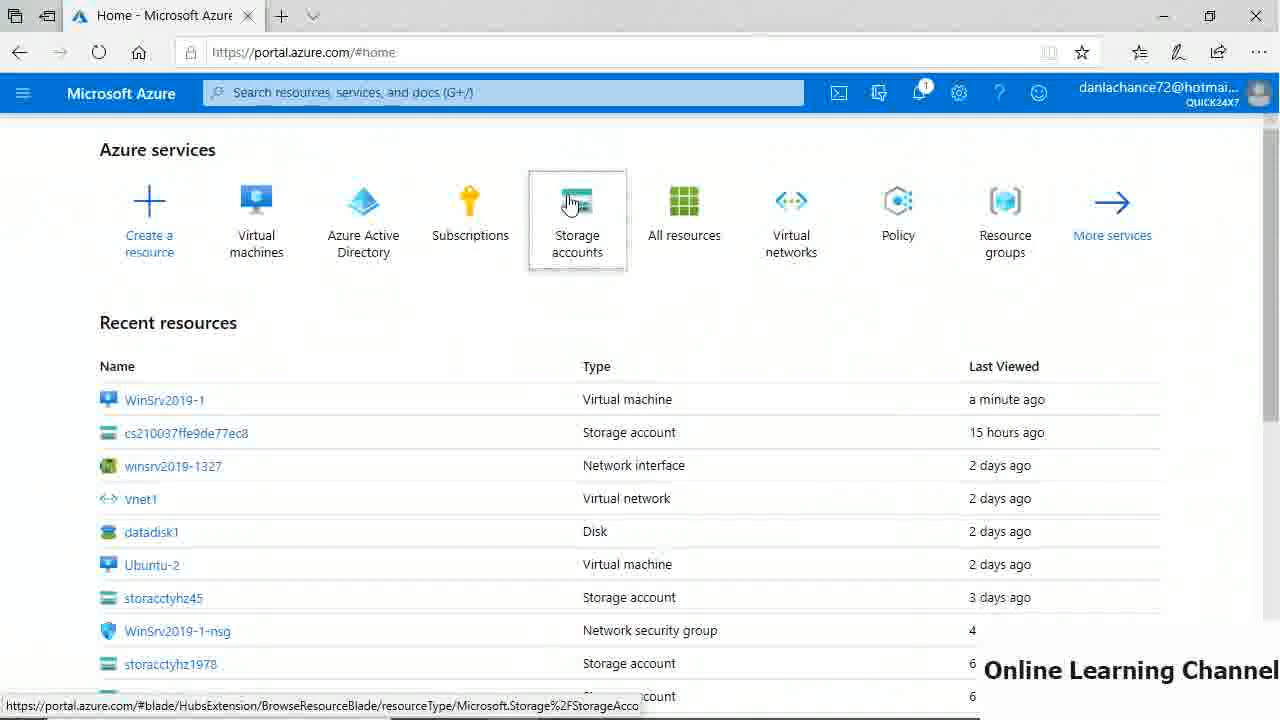 Home - Microsoft Azure
https://portal.azure.com/#home
Microsoft Azure
Search resources, services, and docs (G+/)
1
danlachance72@hotmai...
QUICK24X7
Azure services
Create a resource
Virtual machines
Azure Active Directory
Subscriptions
Storage accounts
All resources
Virtual networks
Policy
Resource groups
More services
Recent resources
Name Type Last Viewed
WinSrv2019-1 Virtual machine a minute ago
cs210037ffe9de77ec8 Storage account 15 hours ago
winsrv2019-1327 Network interface 2 days ago
Vnet1 Virtual network 2 days ago
datadisk1 Disk 2 days ago
Ubuntu-2 Virtual machine 2 days ago
storacctyhz45 Storage account 3 days ago
WinSrv2019-1-nsg Network security group 4
storacctyhz1978 Storage account 6
account 6
Online Learning Channel
https://portal.azure.com/#blade/HubsExtension/BrowseResourceBlade/resourceType/Microsoft.Storage%2FStorageAcco